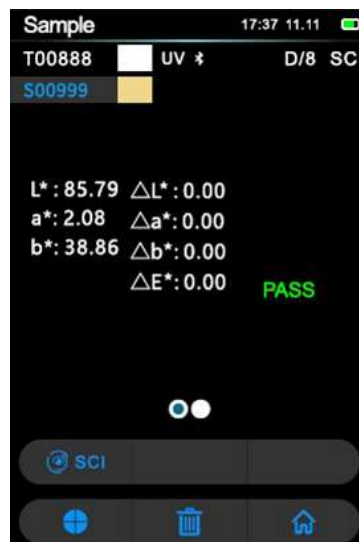 Sample 17:37 11.11
T00888 UV D/8 SC
S00999
L*: 85.79 △L*: 0.00
a*: 2.08 △a*: 0.00
b*: 38.86 △b*: 0.00
△E*: 0.00 PASS
SCI